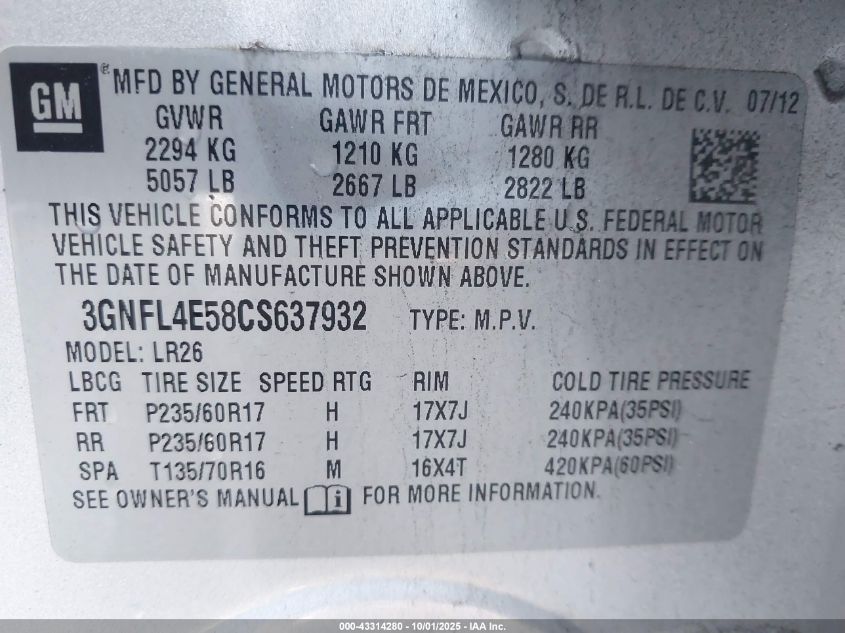 GM ® MFD BY GENERAL MOTORS DE MEXICO, S. DE R.L. DE C.V. 07/12
GVWR GAWR FRT GAWR RR
2294 KG 1210 KG 1280 KG
5057 LB 2667 LB 2822 LB
THIS VEHICLE CONFORMS TO ALL APPLICABLE U.S. FEDERAL MOTOR
VEHICLE SAFETY AND THEFT PREVENTION STANDARDS IN EFFECT ON
THE DATE OF MANUFACTURE SHOWN ABOVE.
3GNFL4E58CS637932 TYPE: M.P.V.
MODEL: LR26
LBCG TIRE SIZE SPEED RTG RIM COLD TIRE PRESSURE
FRT P235/60R17 H 17X7J 240KPA(35PSI)
RR P235/60R17 H 17X7J 240KPA(35PSI)
SPA T135/70R16 M 16X4T 420KPA(60PSI)
SEE OWNER'S MANUAL i FOR MORE INFORMATION.
000-43314280 - 10/01/2025 - IAA Inc.